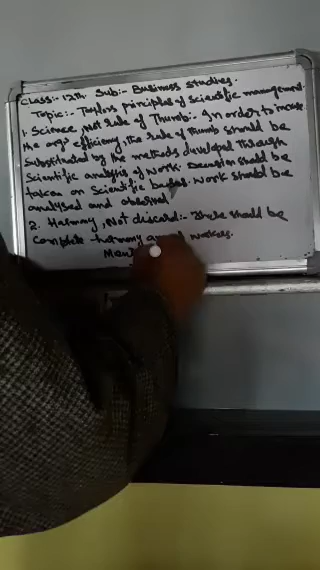 Class:- 12th. Sub:- Business studies.
Topic:- Taylors principles of Scientific management
1. Science, not Rule of Thumb:- In order to
the org's efficiency, the Rule of thumb should be
Substituted by the methods developed through
Scientific analysis of work. Decision should be
taken on Scientific based. Work should be
analysed and observed
2. Harmony, Not discord:- There should be
Complete harmony workers.